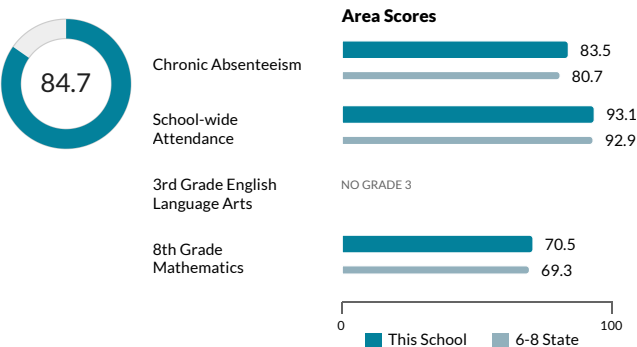 Area Scores
84.7
Chronic Absenteeism
83.5
80.7
School-wide
Attendance
93.1
92.9
3rd Grade English
Language Arts
NO GRADE 3
8th Grade
Mathematics
70.5
69.3
0
100
This School
6-8 State